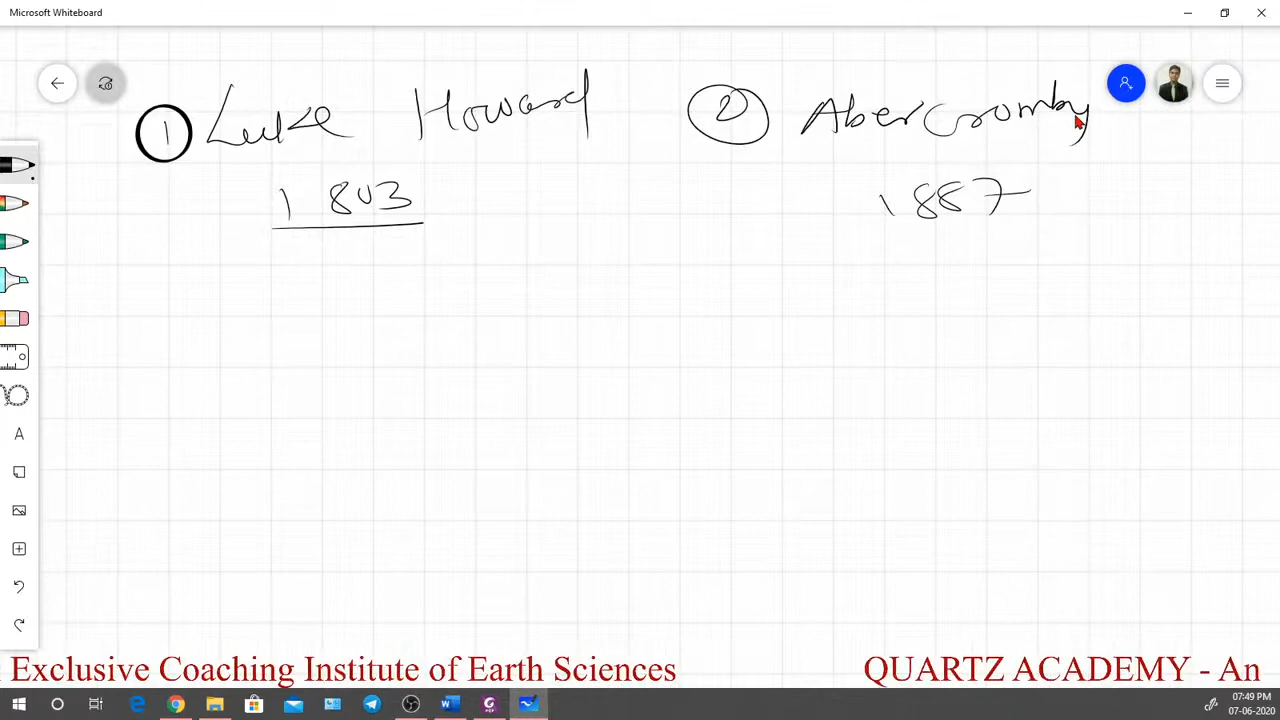 Microsoft Whiteboard
1 Luke Howard
1803
2 Abercromby
1887
A
Exclusive Coaching Institute of Earth Sciences QUARTZ ACADEMY - An
07:49 PM
07-06-2020